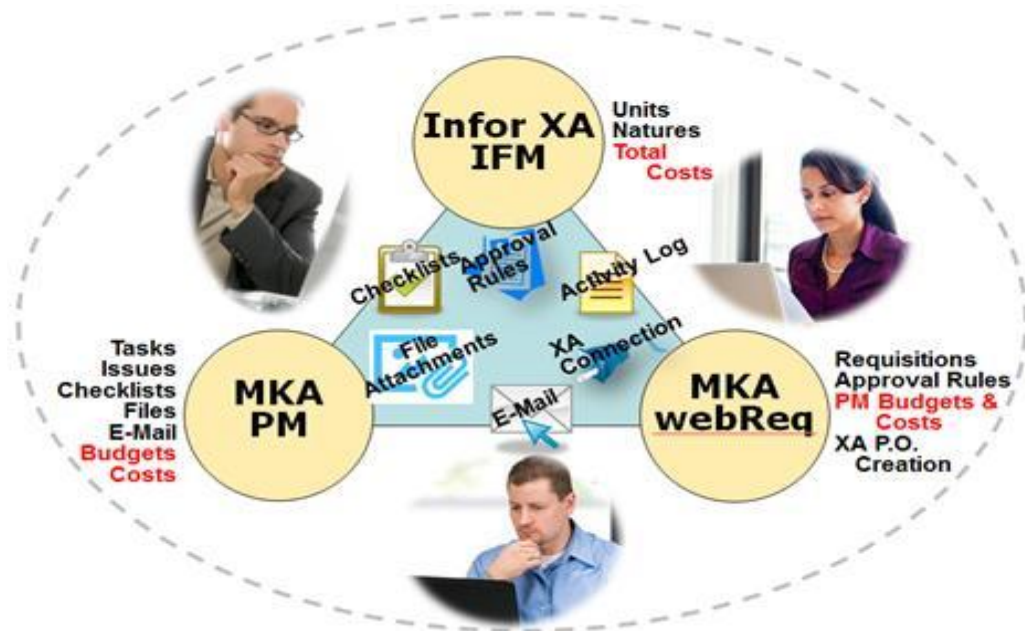 Infor XA
IFM
Units
Natures
Total
Costs
Checklists
Approval
Rules
Activity Log
File
Attachments
XA
Connection
E-Mail
Tasks
Issues
Checklists
Files
E-Mail
Budgets
Costs
MKA
PM
MKA
webReq
Requisitions
Approval Rules
PM Budgets &
Costs
XA P.O.
Creation